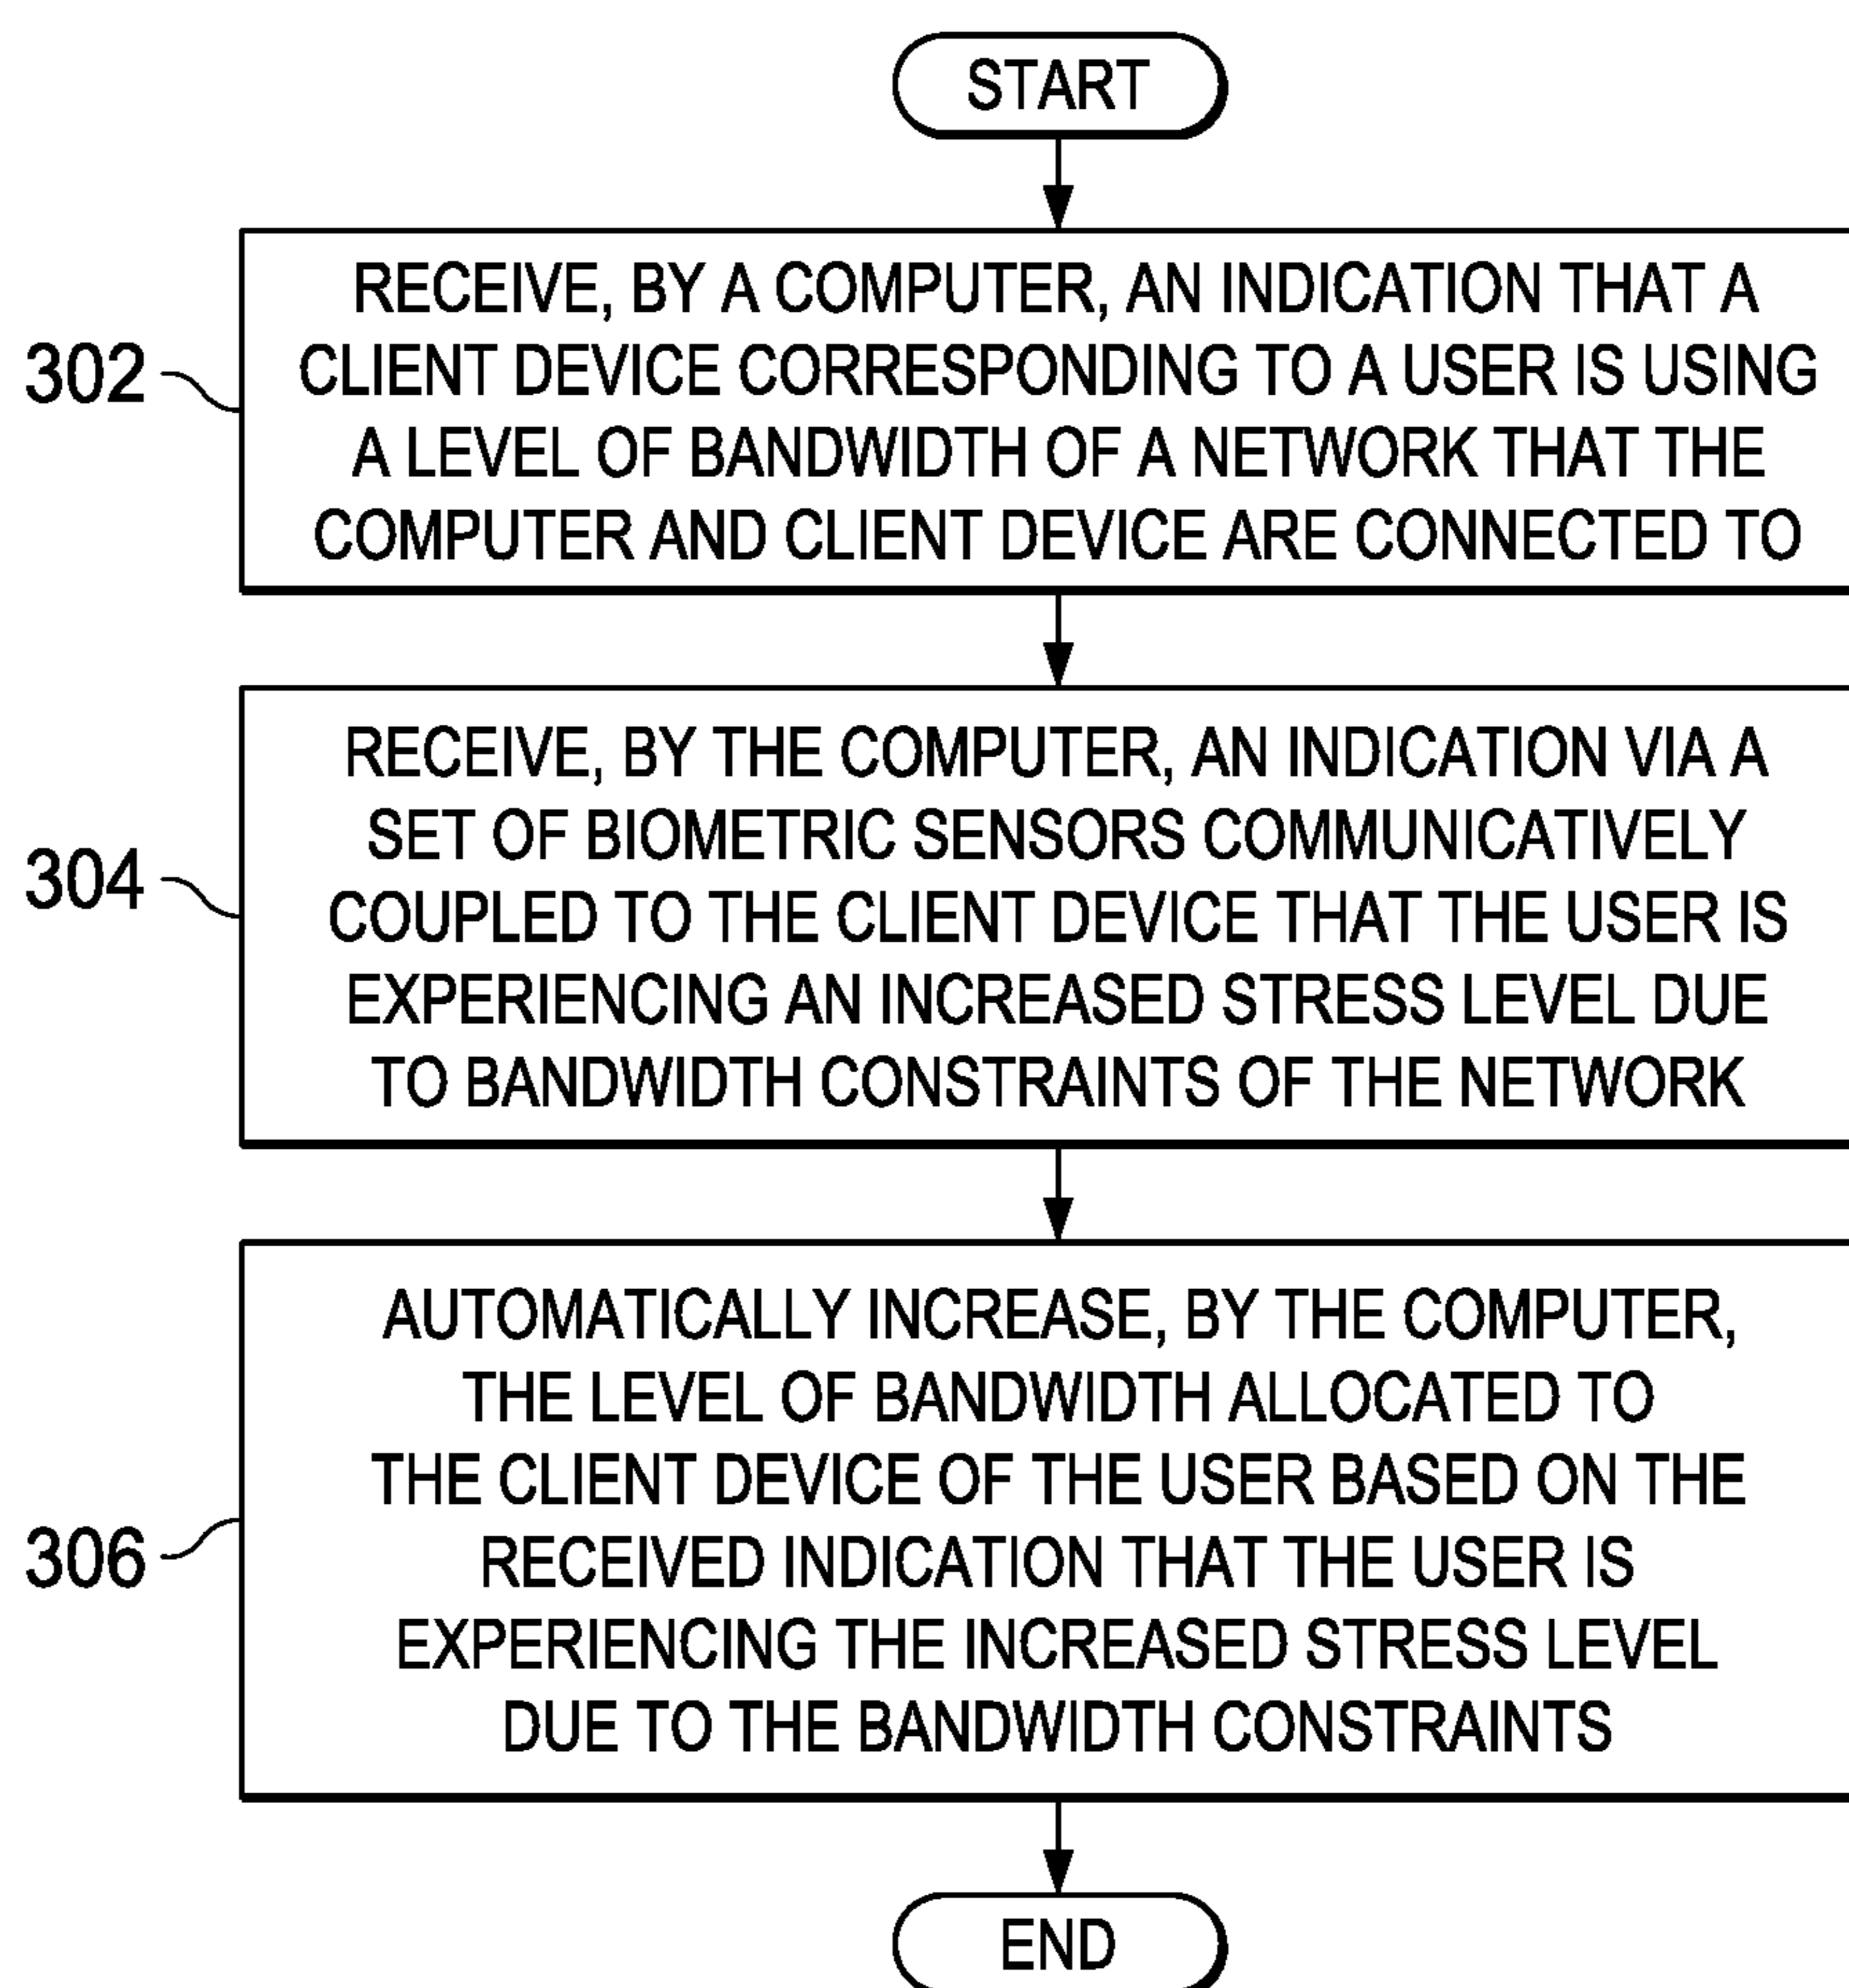 START
RECEIVE, BY A COMPUTER, AN INDICATION THAT A
CLIENT DEVICE CORRESPONDING TO A USER IS USING
A LEVEL OF BANDWIDTH OF A NETWORK THAT THE
COMPUTER AND CLIENT DEVICE ARE CONNECTED TO
302
RECEIVE, BY THE COMPUTER, AN INDICATION VIA A
SET OF BIOMETRIC SENSORS COMMUNICATIVELY
COUPLED TO THE CLIENT DEVICE THAT THE USER IS
EXPERIENCING AN INCREASED STRESS LEVEL DUE
TO BANDWIDTH CONSTRAINTS OF THE NETWORK
304
AUTOMATICALLY INCREASE, BY THE COMPUTER,
THE LEVEL OF BANDWIDTH ALLOCATED TO
THE CLIENT DEVICE OF THE USER BASED ON THE
RECEIVED INDICATION THAT THE USER IS
EXPERIENCING THE INCREASED STRESS LEVEL
DUE TO THE BANDWIDTH CONSTRAINTS
306
END